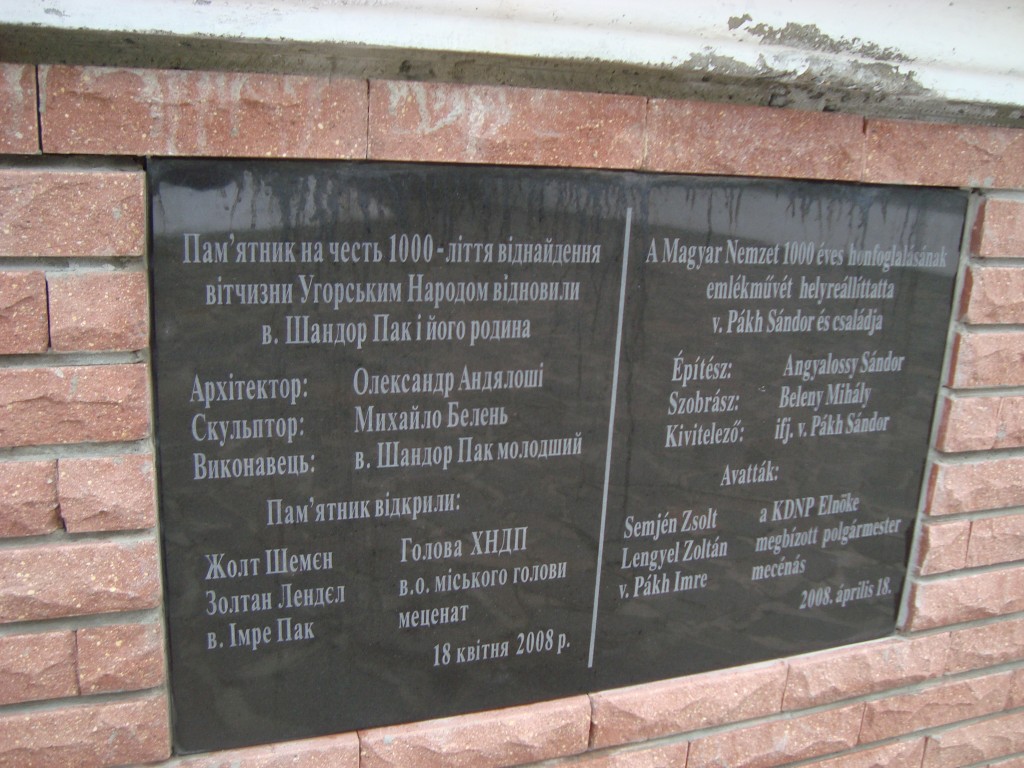 Пам’ятник на честь 1000 - ліття віднайдення
вітчизни Угорським Народом відновили
в. Шандор Пак і його родина
Архітектор: Олександр Андялоші
Скульптор: Михайло Белень
Виконавець: в. Шандор Пак молодший
Пам’ятник відкрили:
Жолт Шемєн Голова ХНДП
Золтан Лендєл в.о. міського голови
в. Імре Пак меценат
18 квітня 2008 р.
A Magyar Nemzet 1000 éves honfoglalásának
emlékművét helyreállíttatta
v. Pákh Sándor és családja
Építész: Angyalossy Sándor
Szobrász: Beleny Mihály
Kivitelező: ifj. v. Pákh Sándor
Avatták:
Semjén Zsolt a KDNP Elnöke
Lengyel Zoltán megbízott polgármester
v. Pákh Imre mecénás
2008. április 18.